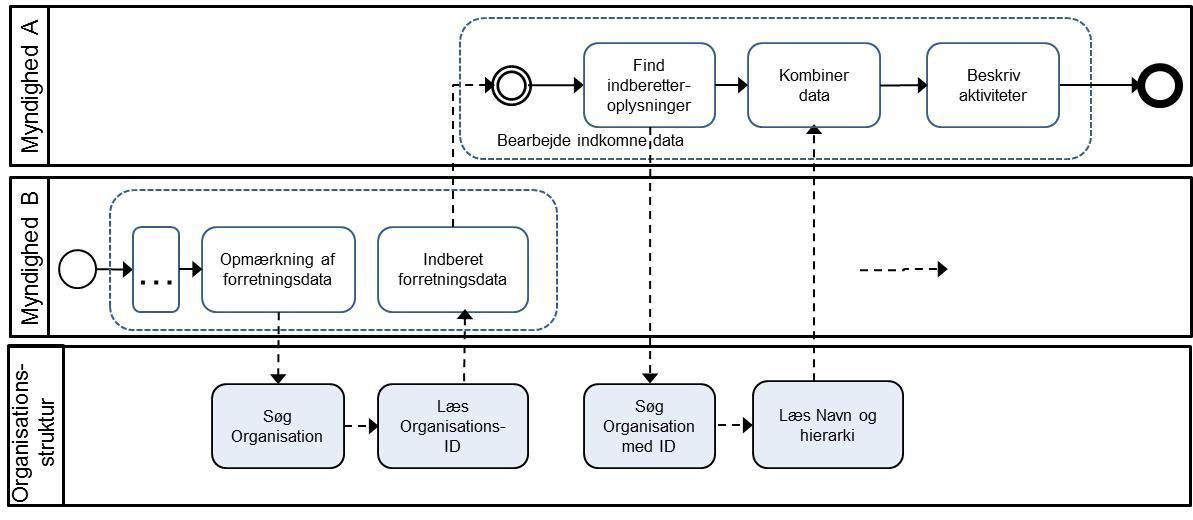 Myndighed A
Find
indberetter-
oplysninger
Kombiner
data
Beskriv
aktiviteter
Bearbejde indkomne data
Myndighed B
...
Opmærkning af
forretningsdata
Indberet
forretningsdata
Organisations-
struktur
Søg
Organisation
Læs
Organisations-
ID
Søg
Organisation
med ID
Læs Navn og
hierarki